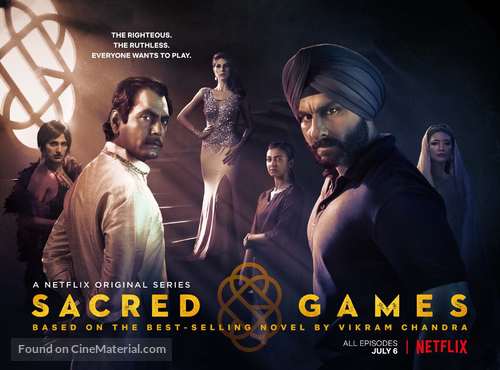 THE RIGHTEOUS.
THE RUTHLESS.
EVERYONE WANTS TO PLAY.
A NETFLIX ORIGINAL SERIES
SACRED GAMES
BASED ON THE BEST-SELLING NOVEL BY VIKRAM CHANDRA
ALL EPISODES
JULY 6
NETFLIX
Found on CineMaterial.com